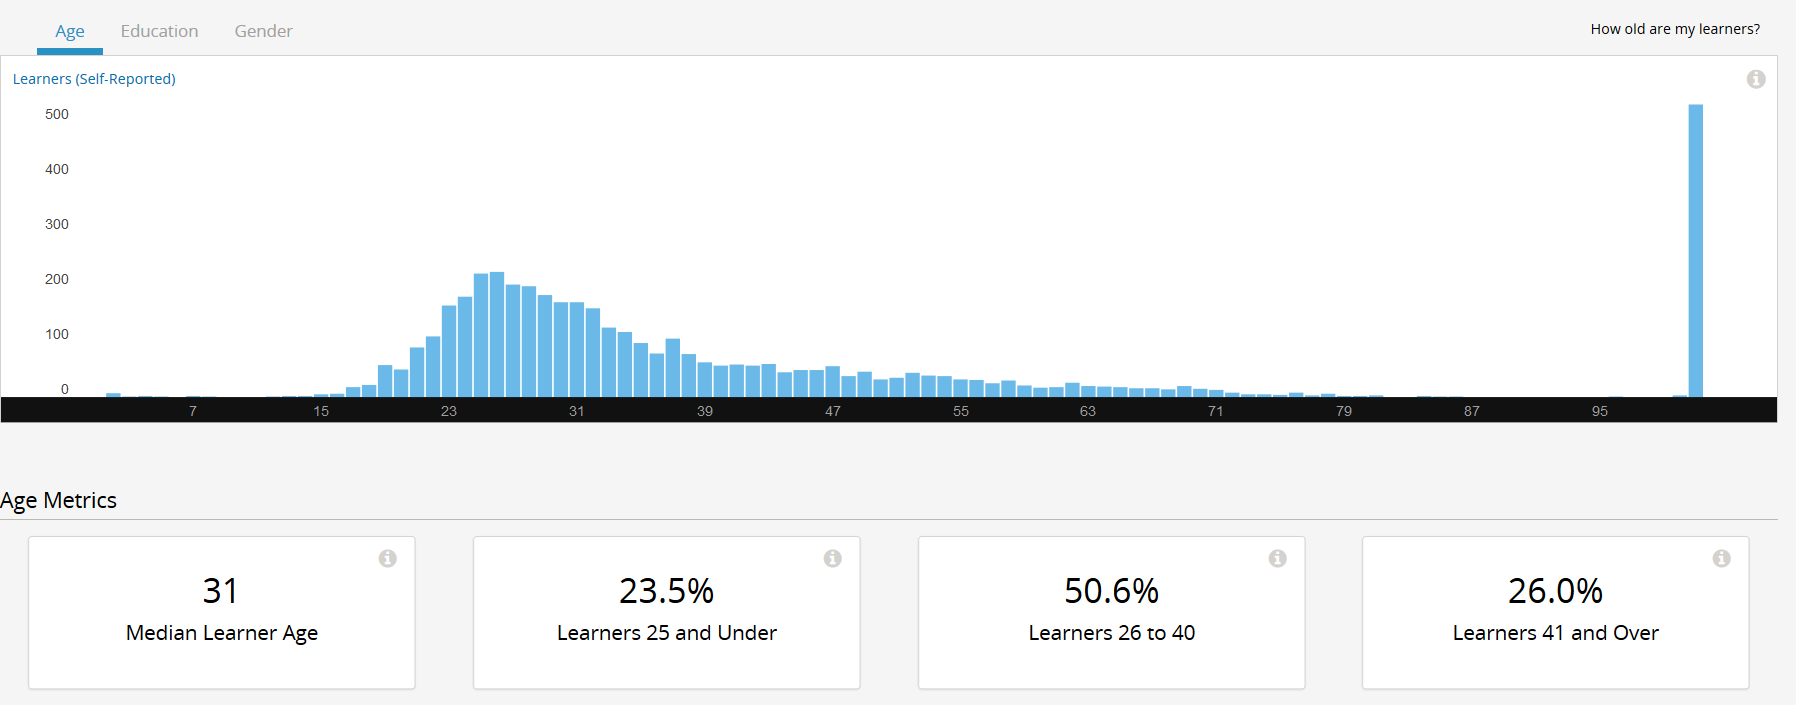 Age Education Gender
How old are my learners?
Learners (Self-Reported)
500
400
300
200
100
0
7 15 23 31 39 47 55 63 71 79 87 95
Age Metrics
31
Median Learner Age
23.5%
Learners 25 and Under
50.6%
Learners 26 to 40
26.0%
Learners 41 and Over